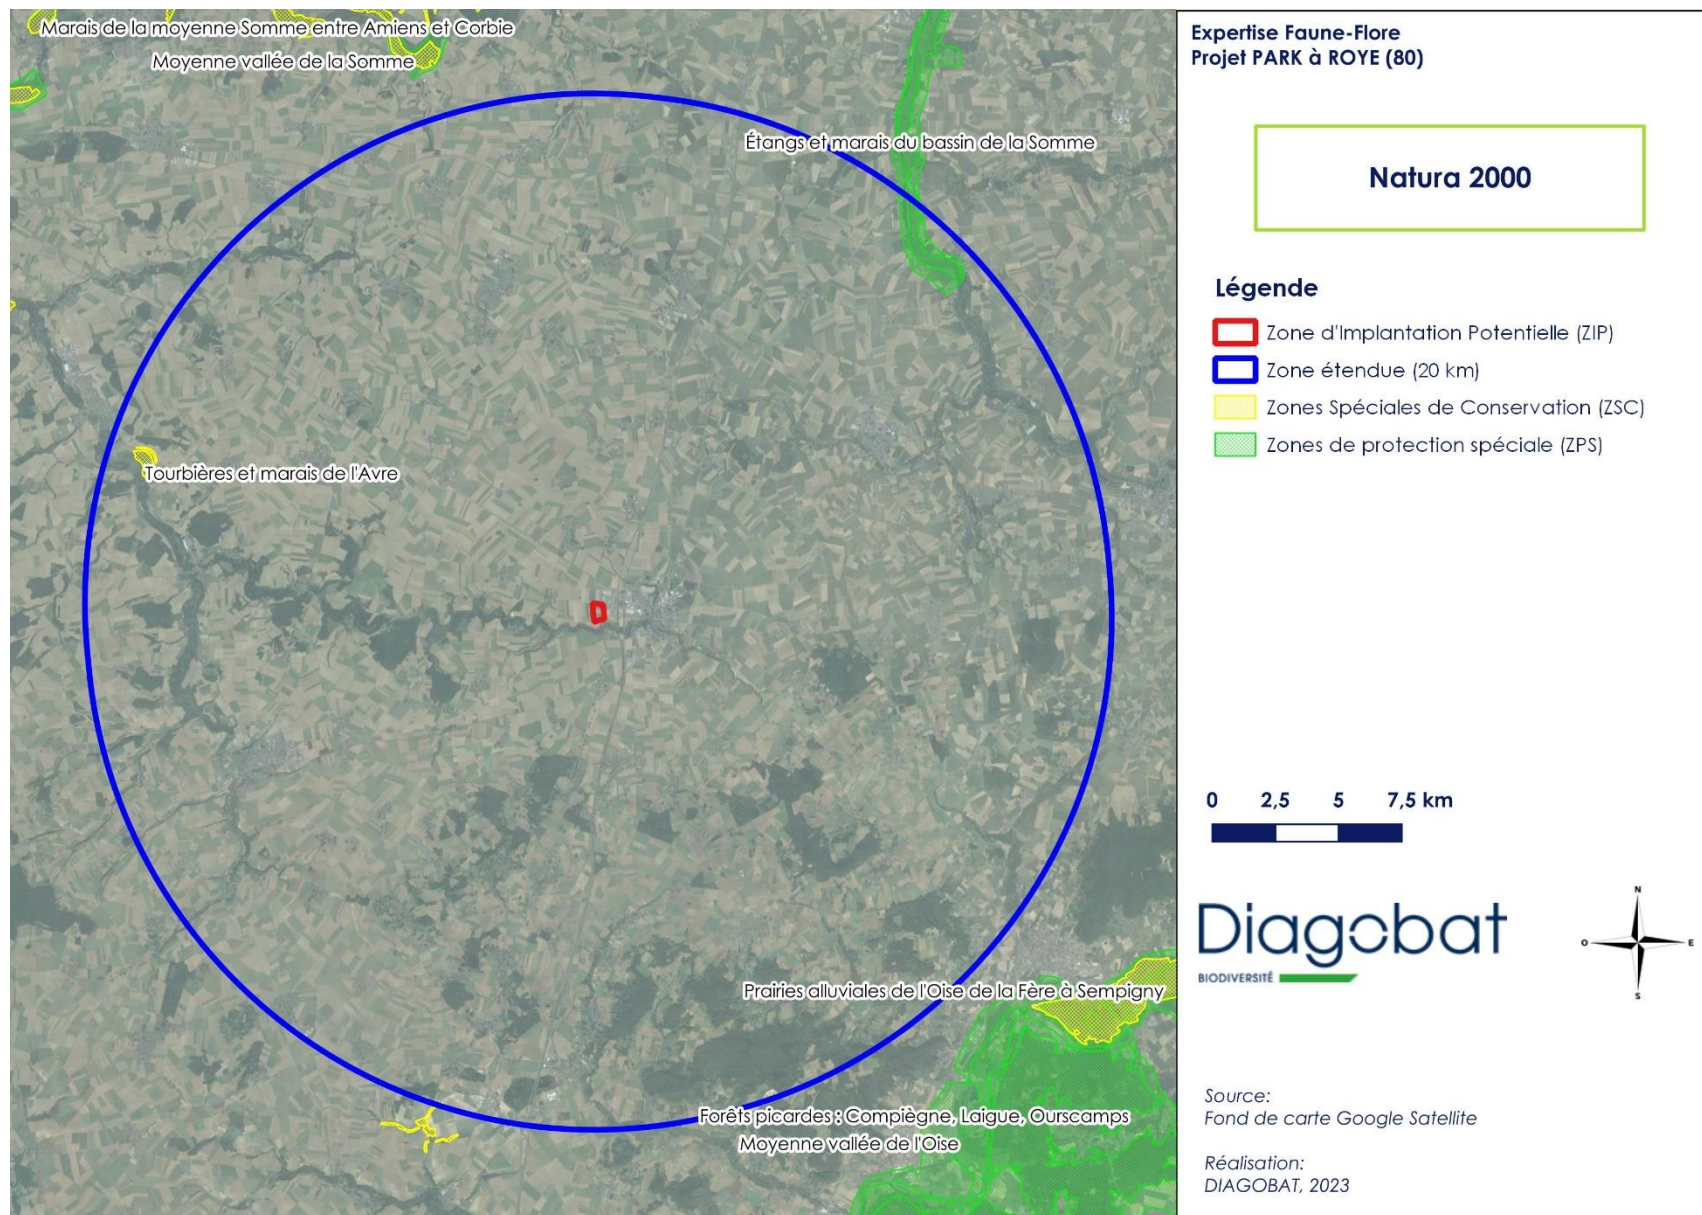 Marais de la moyenne Somme entre Amiens et Corbie
Moyenne vallée de la Somme
Étangs et marais du bassin de la Somme
Tourbières et marais de l'Avre
Prairies alluviales de l'Oise de la Fère à Sempigny
Forêts picardes : Compiègne, Laigue, Ourscamps
Moyenne vallée de l'Oise
Expertise Faune-Flore
Projet PARK à ROYE (80)
Natura 2000
Légende
Zone d'Implantation Potentielle (ZIP)
Zone étendue (20 km)
Zones Spéciales de Conservation (ZSC)
Zones de protection spéciale (ZPS)
0 2,5 5 7,5 km
Diagobat
BIODIVERSITÉ
N
O E
S
Source:
Fond de carte Google Satellite
Réalisation:
DIAGOBAT, 2023